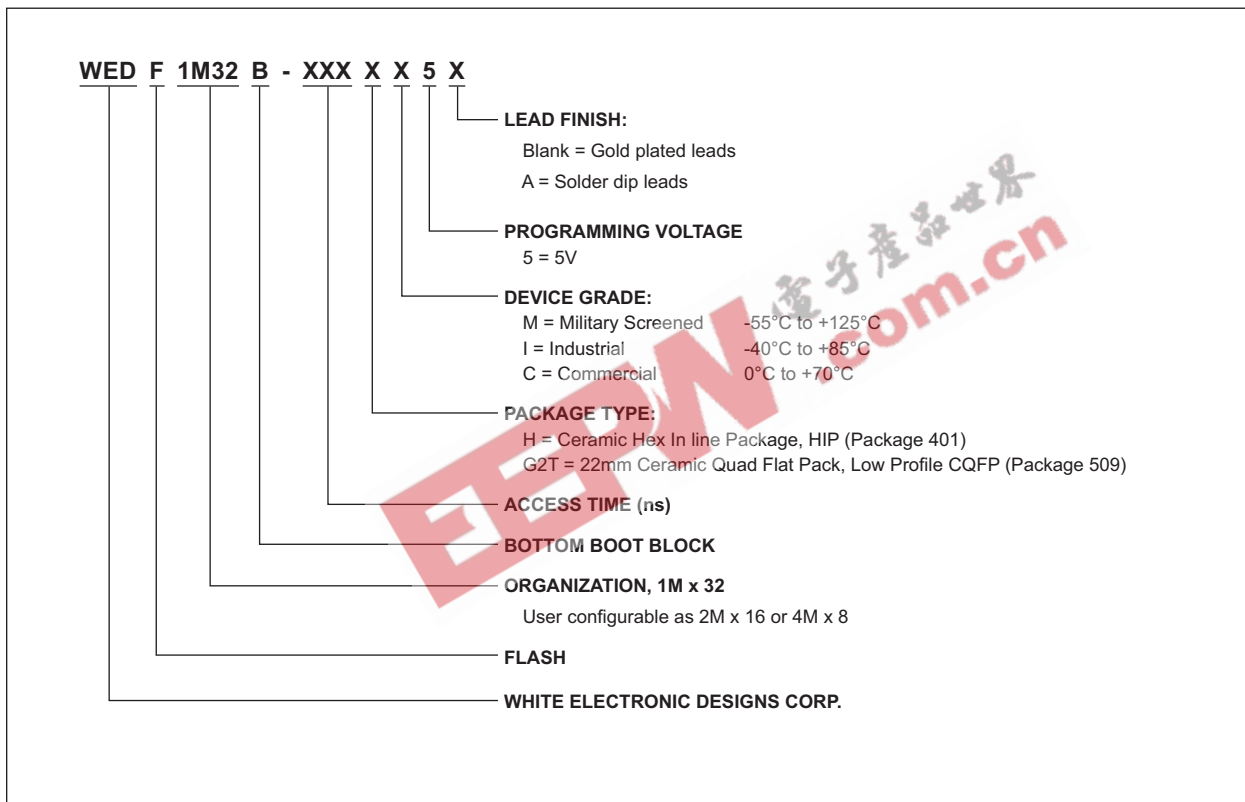 WED F 1M32 B - XXX X X 5 X
LEAD FINISH:
Blank = Gold plated leads
A = Solder dip leads
PROGRAMMING VOLTAGE
5 = 5V
DEVICE GRADE:
M = Military Screened -55°C to +125°C
I = Industrial -40°C to +85°C
C = Commercial 0°C to +70°C
PACKAGE TYPE:
H = Ceramic Hex In line Package, HIP (Package 401)
G2T = 22mm Ceramic Quad Flat Pack, Low Profile CQFP (Package 509)
ACCESS TIME (ns)
BOTTOM BOOT BLOCK
ORGANIZATION, 1M x 32
User configurable as 2M x 16 or 4M x 8
FLASH
WHITE ELECTRONIC DESIGNS CORP.
EEPW.com.cn
電子產品世界